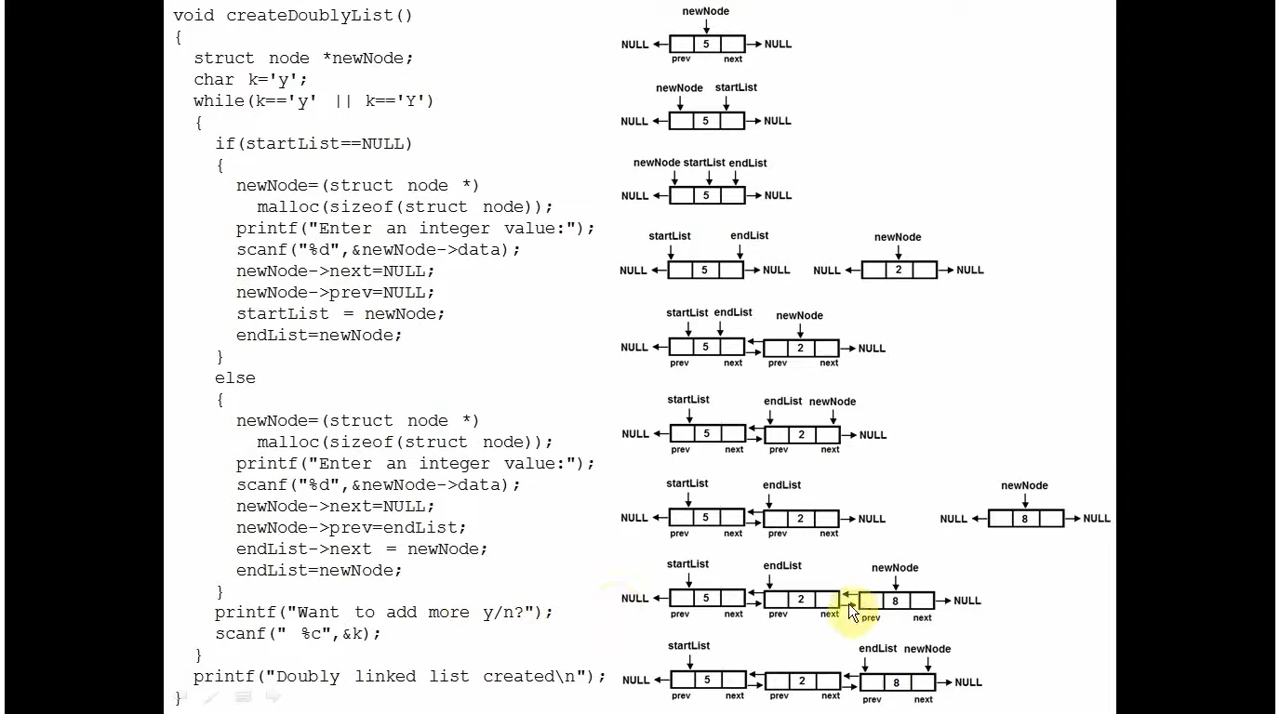 void createDoublyList()
{
struct node *newNode;
char k='y';
while(k=='y' || k=='Y')
{
if(startList==NULL)
{
newNode=(struct node *)
malloc(sizeof(struct node));
printf("Enter an integer value:");
scanf("%d",&newNode->data);
newNode->next=NULL;
newNode->prev=NULL;
startList = newNode;
endList=newNode;
}
else
{
newNode=(struct node *)
malloc(sizeof(struct node));
printf("Enter an integer value:");
scanf("%d",&newNode->data);
newNode->next=NULL;
newNode->prev=endList;
endList->next = newNode;
endList=newNode;
}
printf("Want to add more y/n?");
scanf(" %c",&k);
}
printf("Doubly linked list created\n");
}
newNode
NULL 5 NULL
prev next
newNode startList
NULL 5 NULL
newNode startList endList
NULL 5 NULL
startList endList newNode
NULL 5 NULL NULL 2 NULL
startList endList newNode
NULL 5 2 NULL
prev next prev next
startList endList newNode
NULL 5 2 NULL
prev next prev next
startList endList newNode
NULL 5 2 NULL NULL 8 NULL
prev next prev next
startList endList newNode
NULL 5 2 8 NULL
prev next prev next prev next
startList endList newNode
NULL 5 2 8 NULL
prev next prev next prev next